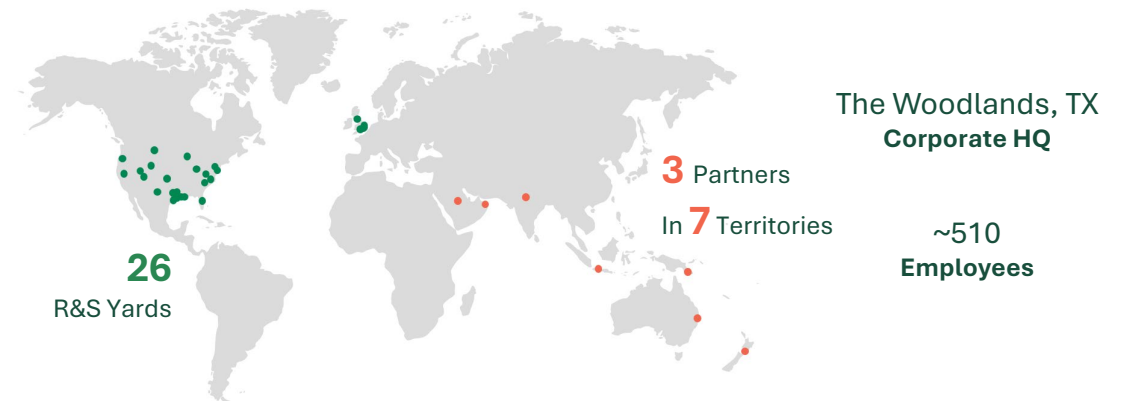 The Woodlands, TX
Corporate HQ
3 Partners
In 7 Territories
~510
Employees
26
R&S Yards